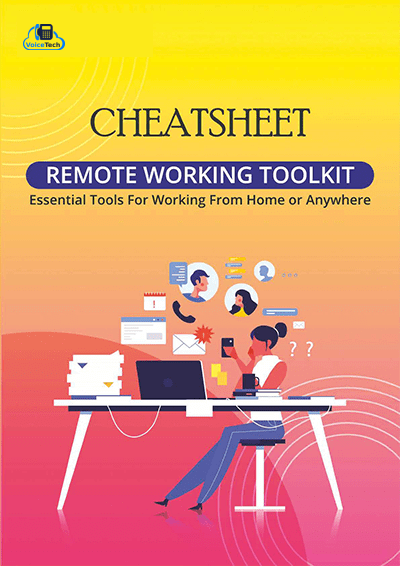 VoiceTech
CHEATSHEET
REMOTE WORKING TOOLKIT
Essential Tools For Working From Home or Anywhere
!
? ?